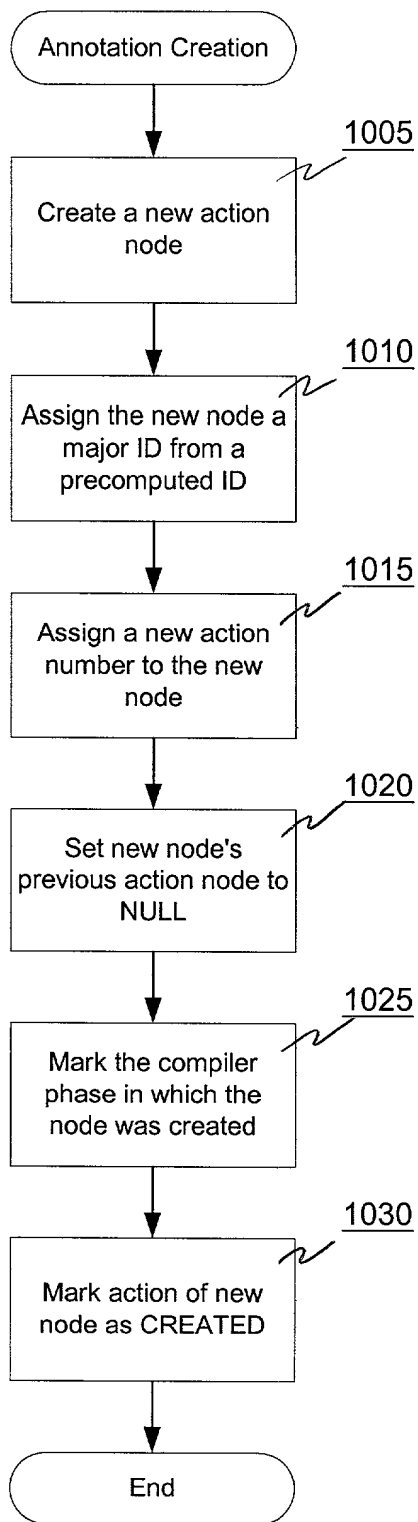 Annotation Creation
1005
Create a new action
node
1010
Assign the new node a
major ID from a
precomputed ID
1015
Assign a new action
number to the new
node
1020
Set new node's
previous action node to
NULL
1025
Mark the compiler
phase in which the
node was created
1030
Mark action of new
node as CREATED
End